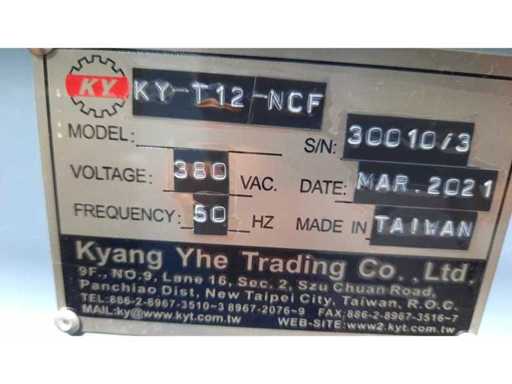 KY KY-T12-NCF
MODEL: S/N: 30010/3
VOLTAGE: 380 VAC. DATE: MAR. 2021
FREQUENCY: 50 HZ MADE IN TAIWAN
Kyang Yhe Trading Co., Ltd.
9F., NO.9, Lane 16, Sec. 2, Szu Chuan Road,
Panchiao Dist, New Taipei City, Taiwan, R.O.C.
TEL:886-2-8967-3510~3 8967-2076~9 FAX:886-2-8967-3516~7
MAIL:ky@www.kyt.com.tw WEB-SITE:www2.kyt.com.tw